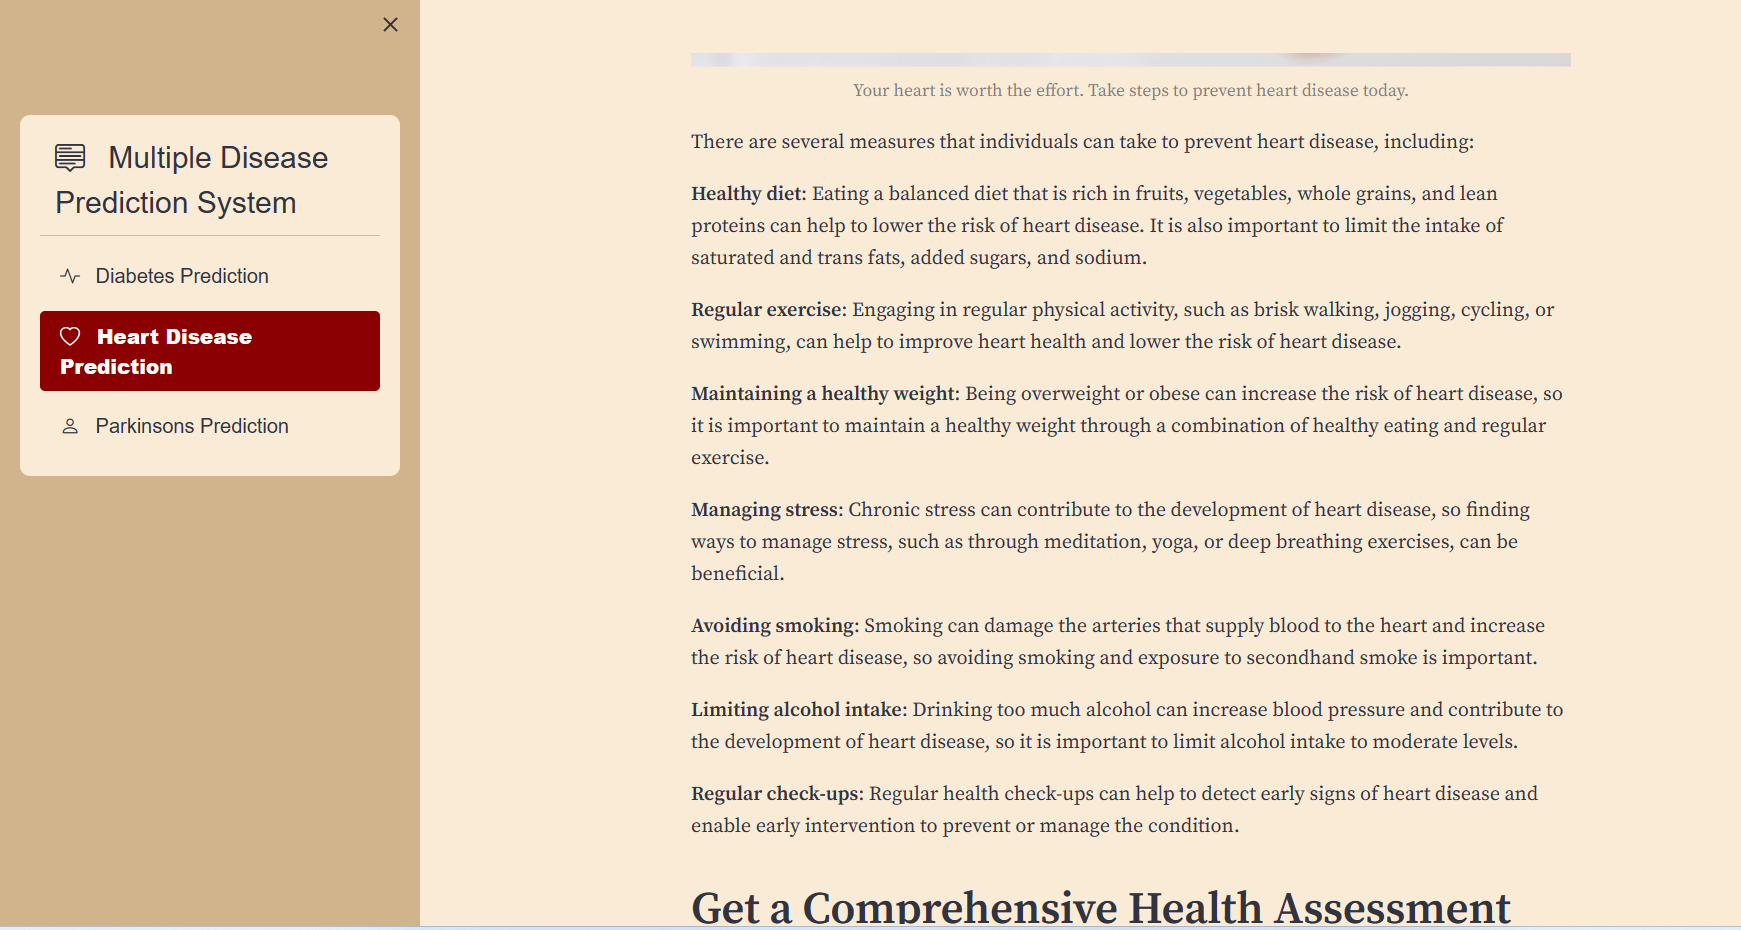 Multiple Disease
Prediction System
Diabetes Prediction
Heart Disease
Prediction
Parkinsons Prediction
Your heart is worth the effort. Take steps to prevent heart disease today.
There are several measures that individuals can take to prevent heart disease, including:
Healthy diet: Eating a balanced diet that is rich in fruits, vegetables, whole grains, and lean
proteins can help to lower the risk of heart disease. It is also important to limit the intake of
saturated and trans fats, added sugars, and sodium.
Regular exercise: Engaging in regular physical activity, such as brisk walking, jogging, cycling, or
swimming, can help to improve heart health and lower the risk of heart disease.
Maintaining a healthy weight: Being overweight or obese can increase the risk of heart disease, so
it is important to maintain a healthy weight through a combination of healthy eating and regular
exercise.
Managing stress: Chronic stress can contribute to the development of heart disease, so finding
ways to manage stress, such as through meditation, yoga, or deep breathing exercises, can be
beneficial.
Avoiding smoking: Smoking can damage the arteries that supply blood to the heart and increase
the risk of heart disease, so avoiding smoking and exposure to secondhand smoke is important.
Limiting alcohol intake: Drinking too much alcohol can increase blood pressure and contribute to
the development of heart disease, so it is important to limit alcohol intake to moderate levels.
Regular check-ups: Regular health check-ups can help to detect early signs of heart disease and
enable early intervention to prevent or manage the condition.
Get a Comprehensive Health Assessment